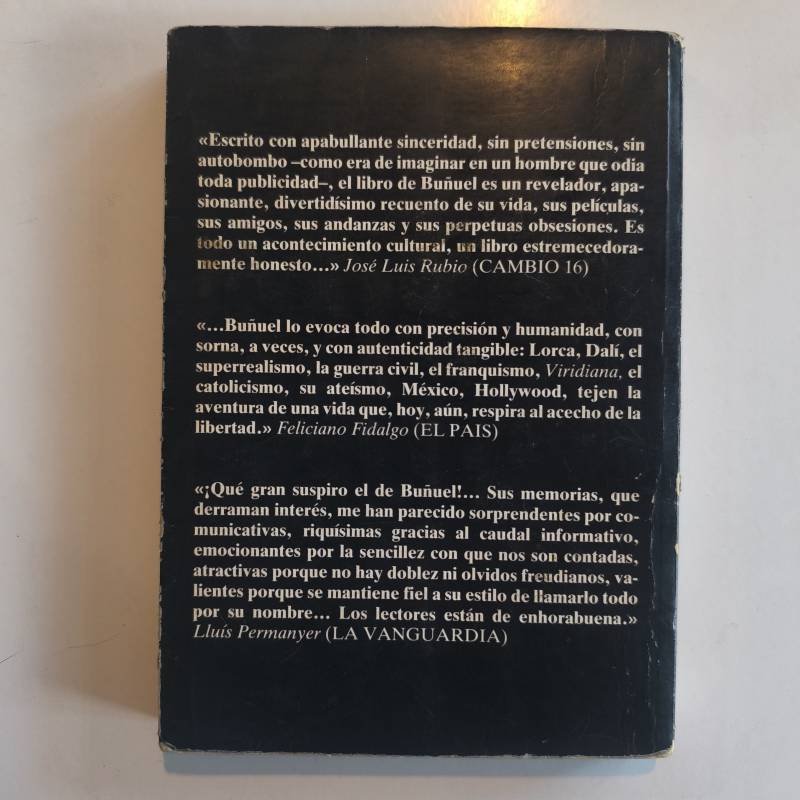 «Escrito con apabullante sinceridad, sin pretensiones, sin
autobombo –como era de imaginar en un hombre que odia
toda publicidad–, el libro de Buñuel es un revelador, apa-
sionante, divertidísimo recuento de su vida, sus películas,
sus amigos, sus andanzas y sus perpetuas obsesiones. Es
todo un acontecimiento cultural, un libro estremecedora-
mente honesto...» José Luis Rubio (CAMBIO 16)
«...Buñuel lo evoca todo con precisión y humanidad, con
sorna, a veces, y con autenticidad tangible: Lorca, Dalí, el
superrealismo, la guerra civil, el franquismo, Viridiana, el
catolicismo, su ateísmo, México, Hollywood, tejen la
aventura de una vida que, hoy, aún, respira al acecho de la
libertad.» Feliciano Fidalgo (EL PAIS)
«¡Qué gran suspiro el de Buñuel!... Sus memorias, que
derraman interés, me han parecido sorprendentes por co-
municativas, riquísimas gracias al caudal informativo,
emocionantes por la sencillez con que nos son contadas,
atractivas porque no hay doblez ni olvidos freudianos, va-
lientes porque se mantiene fiel a su estilo de llamarlo todo
por su nombre... Los lectores están de enhorabuena.»
Lluís Permanyer (LA VANGUARDIA)